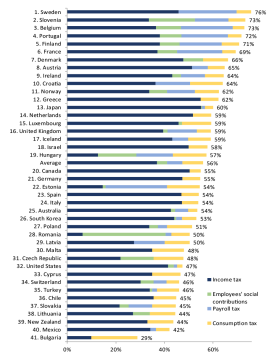 1. Sweden 76%
2. Slovenia 73%
3. Belgium 73%
4. Portugal 72%
5. Finland 71%
6. France 69%
7. Denmark 66%
8. Austria 65%
9. Ireland 64%
10. Croatia 64%
11. Norway 62%
12. Greece 62%
13. Japan 60%
14. Netherlands 59%
15. Luxembourg 59%
16. United Kingdom 59%
17. Iceland 59%
18. Israel 58%
19. Hungary 57%
Average 56%
20. Canada 55%
21. Germany 55%
22. Estonia 54%
23. Spain 54%
24. Italy 54%
25. Australia 54%
26. South Korea 53%
27. Poland 51%
28. Romania 50%
29. Latvia 50%
30. Malta 48%
31. Czech Republic 48%
32. United States 47%
33. Cyprus 47%
34. Switzerland 46%
35. Turkey 46%
36. Chile 45%
37. Slovakia 45%
38. Lithuania 44%
39. New Zealand 44%
40. Mexico 42%
41. Bulgaria 29%
Income tax
Employees' social
contributions
Payroll tax
Consumption tax
0% 20% 40% 60%